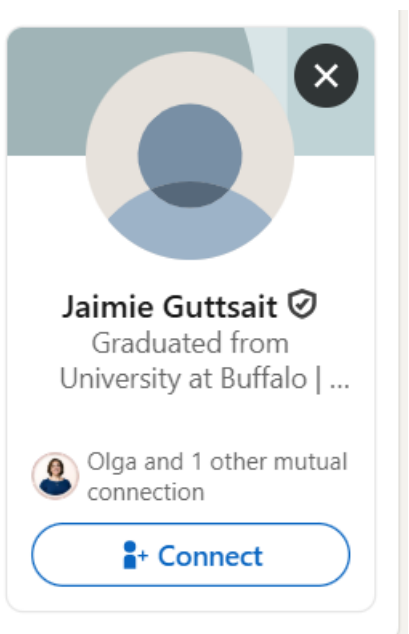 Jaimie Guttsait
Graduated from
University at Buffalo | ...
Olga and 1 other mutual
connection
Connect